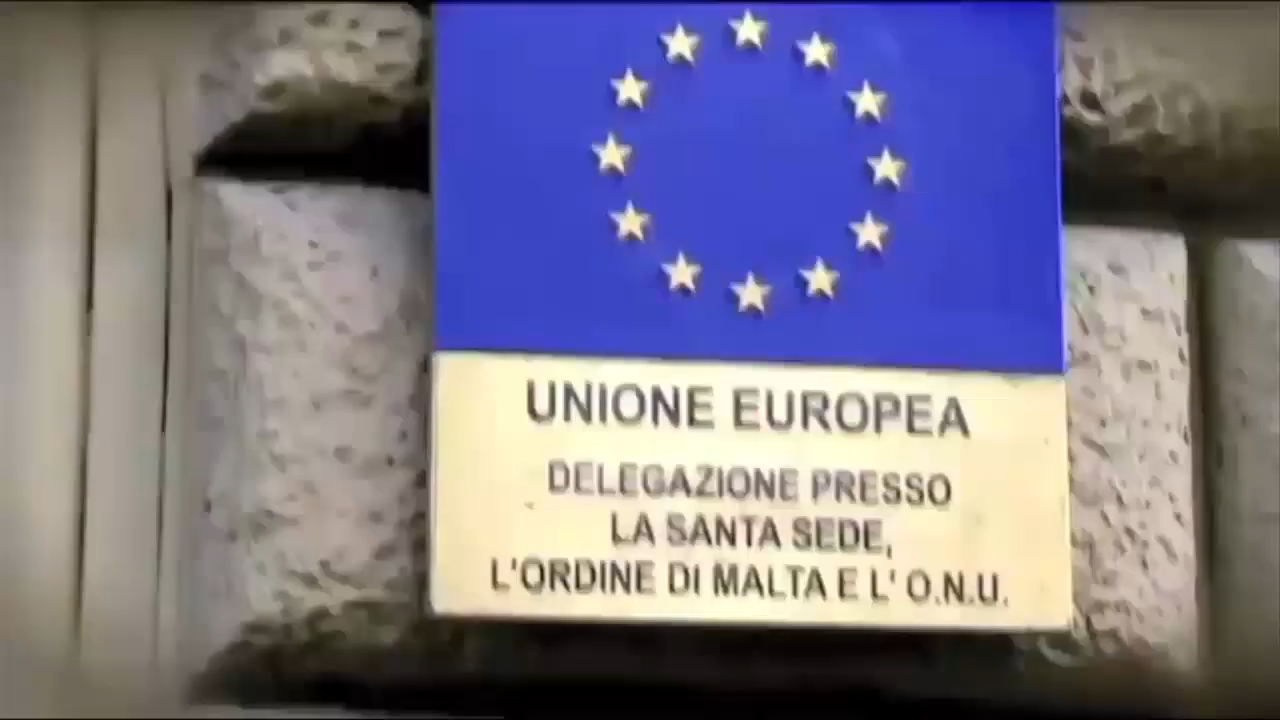 UNIONE EUROPEA
DELEGAZIONE PRESSO
LA SANTA SEDE,
L'ORDINE DI MALTA E L' O.N.U.